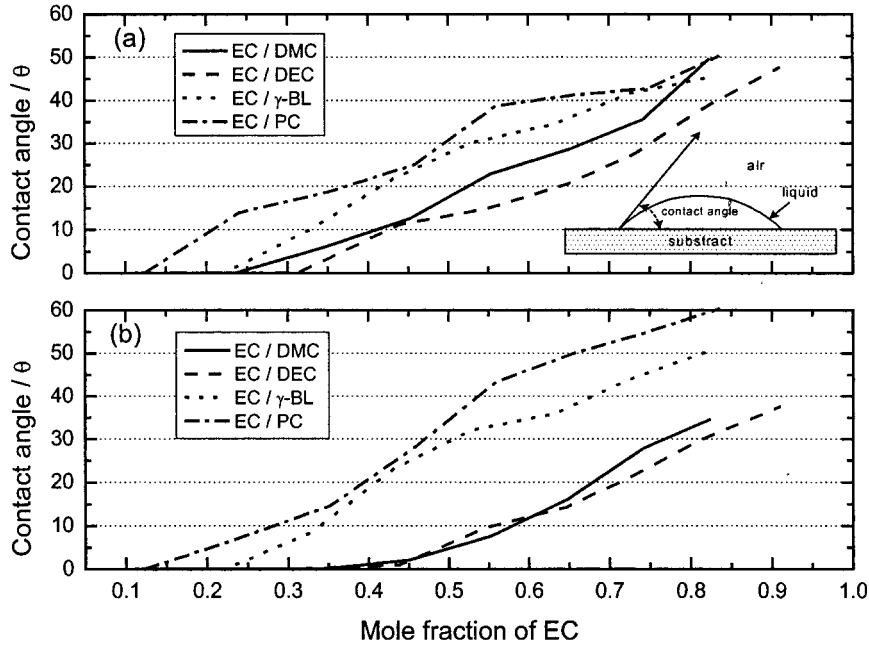 60
50
40
30
20
10
0
Contact angle / θ
(a)
EC / DMC
EC / DEC
EC / γ-BL
EC / PC
air
liquid
contact angle
substract
60
50
40
30
20
10
0
Contact angle / θ
(b)
EC / DMC
EC / DEC
EC / γ-BL
EC / PC
0.1 0.2 0.3 0.4 0.5 0.6 0.7 0.8 0.9 1.0
Mole fraction of EC